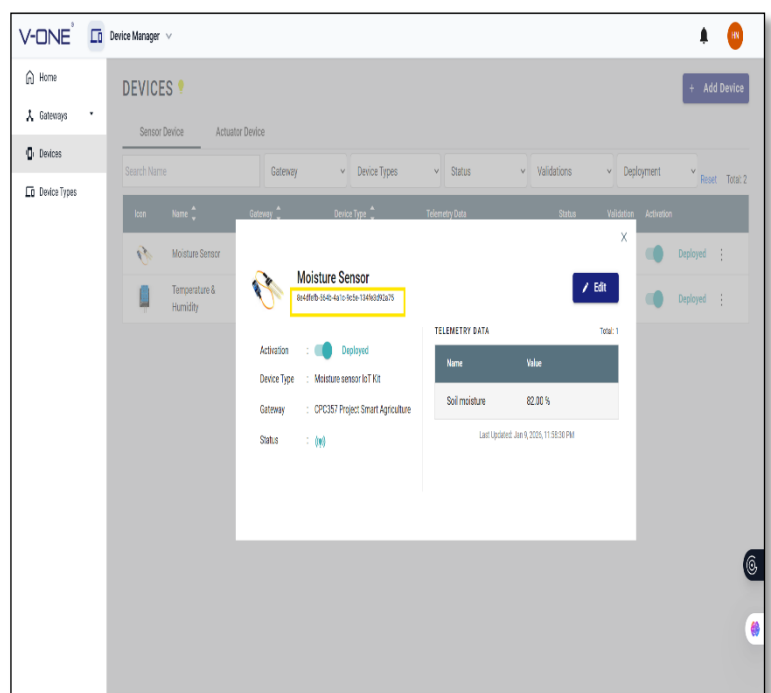 V-ONE Device Manager HN
Home
Gateways
Devices
Device Types
DEVICES
+ Add Device
Sensor Device Actuator Device
Search Name Gateway Device Types Status Validations Deployment Reset Total: 2
Icon Name Gateway Device Type Telemetry Data Status Validation Activation
Moisture Sensor Deployed
Temperature & Humidity Deployed
X
Moisture Sensor
Edit
Activation : Deployed
Device Type : Moisture sensor IoT Kit
Gateway : CPC357 Project Smart Agriculture
Status :
TELEMETRY DATA Total: 1
Name Value
Soil moisture 82.00 %
Last Updated: Jan 9, 2026, 11:58:30 PM